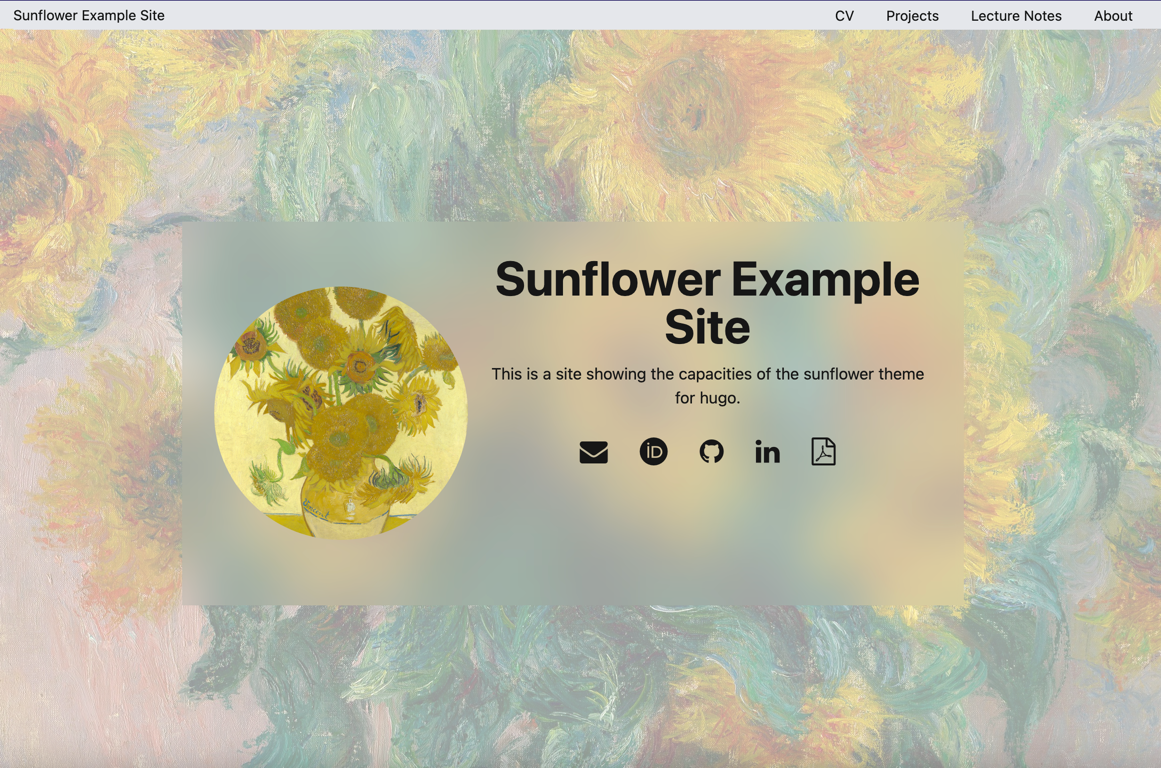 Sunflower Example Site
CV Projects Lecture Notes About
Sunflower Example
Site
This is a site showing the capacities of the sunflower theme
for hugo.
iD
in